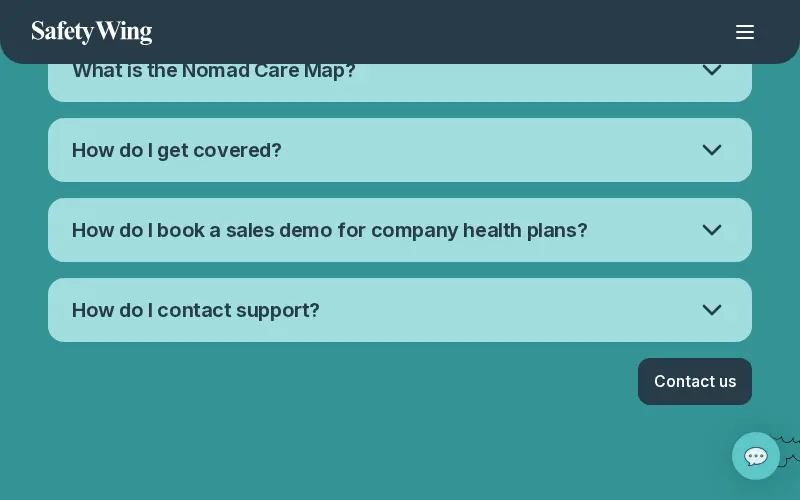 SafetyWing
What is the Nomad Care Map?
How do I get covered?
How do I book a sales demo for company health plans?
How do I contact support?
Contact us